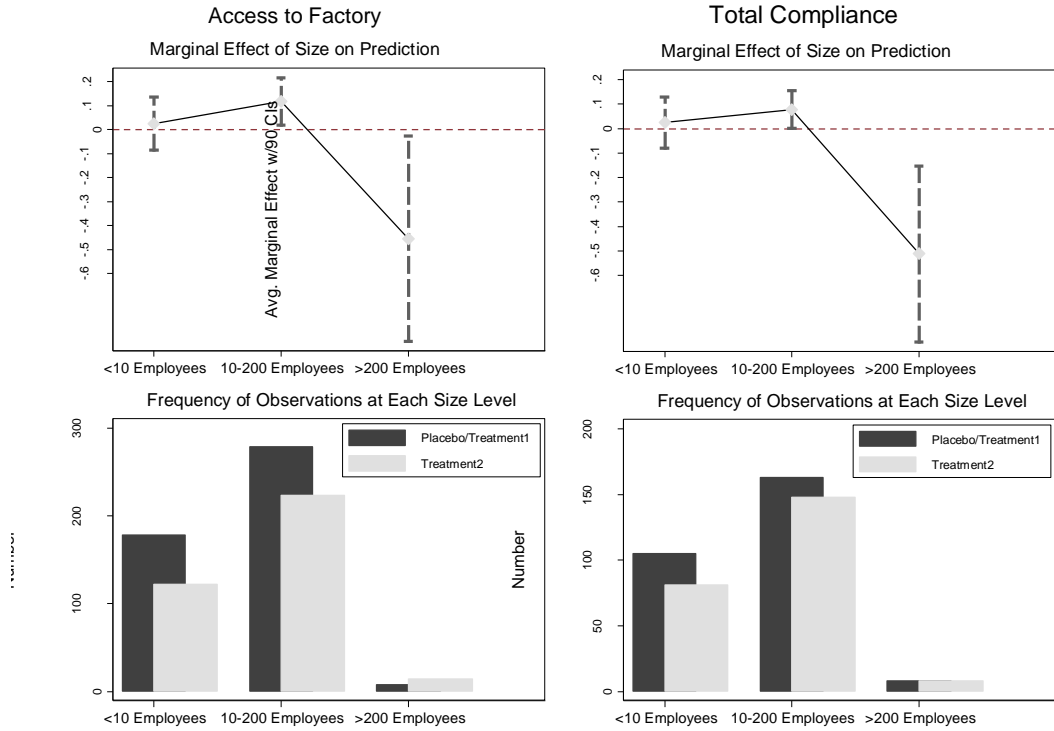 Access to Factory
Marginal Effect of Size on Prediction
Avg. Marginal Effect w/90 CIs
.2
.1
0
-.1
-.2
-.3
-.4
-.5
-.6
<10 Employees 10-200 Employees >200 Employees
Frequency of Observations at Each Size Level
300
200
100
0
Placebo/Treatment1
Treatment2
<10 Employees 10-200 Employees >200 Employees
Total Compliance
Marginal Effect of Size on Prediction
.2
.1
0
-.1
-.2
-.3
-.4
-.5
-.6
<10 Employees 10-200 Employees >200 Employees
Frequency of Observations at Each Size Level
Number
200
150
100
50
0
Placebo/Treatment1
Treatment2
<10 Employees 10-200 Employees >200 Employees